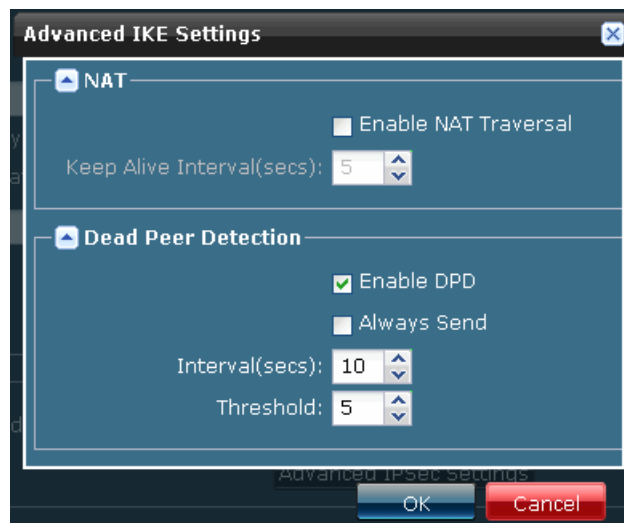 Advanced IKE Settings
NAT
Enable NAT Traversal
Keep Alive Interval(secs): 5
Dead Peer Detection
Enable DPD
Always Send
Interval(secs): 10
Threshold: 5
Advanced IPSec Settings
OK Cancel